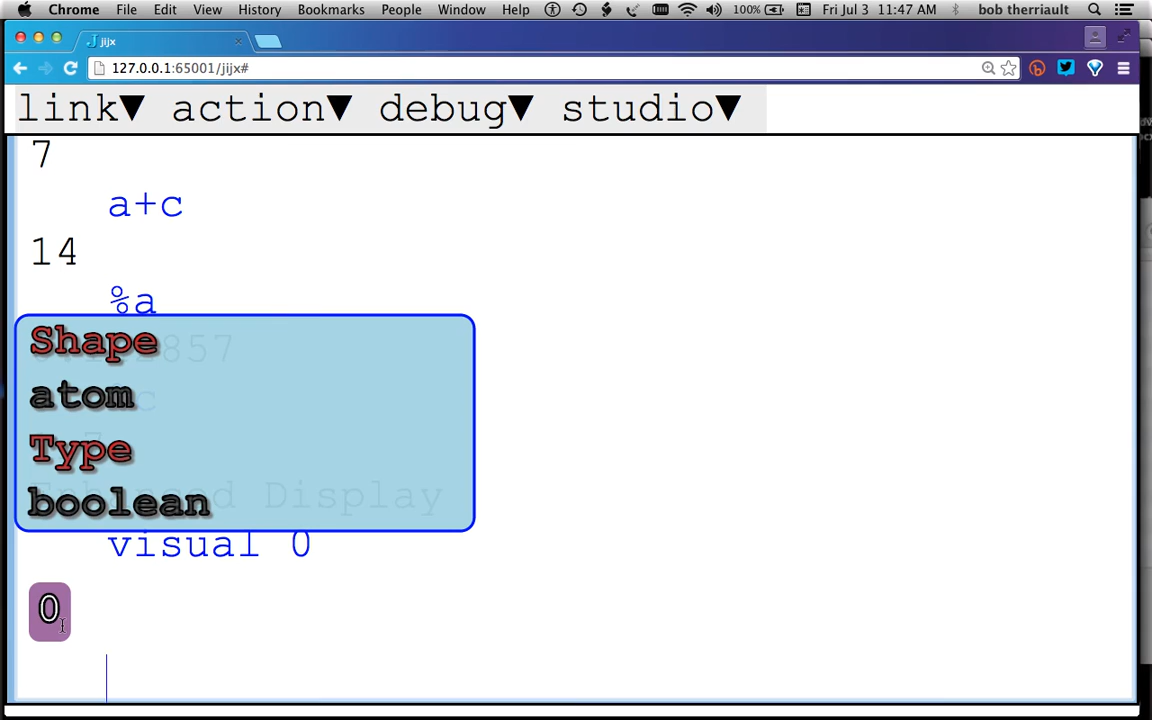 Chrome File Edit View History Bookmarks People Window Help 100% Fri Jul 3 11:47 AM bob therriault
jijx
127.0.0.1:65001/jijx#
link▼ action▼ debug▼ studio▼
7
a+c
14
%a
Shape
857
atom
c
Type
boolean
Display
visual 0
0